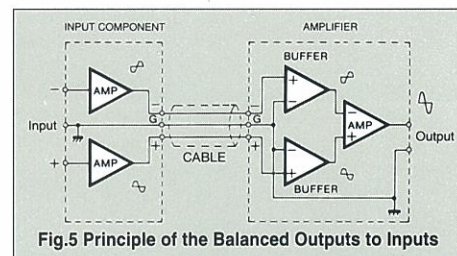 INPUT COMPONENT
AMPLIFIER
BUFFER
AMP
G
G
Input
AMP
Output
CABLE
AMP
BUFFER
Fig.5 Principle of the Balanced Outputs to Inputs